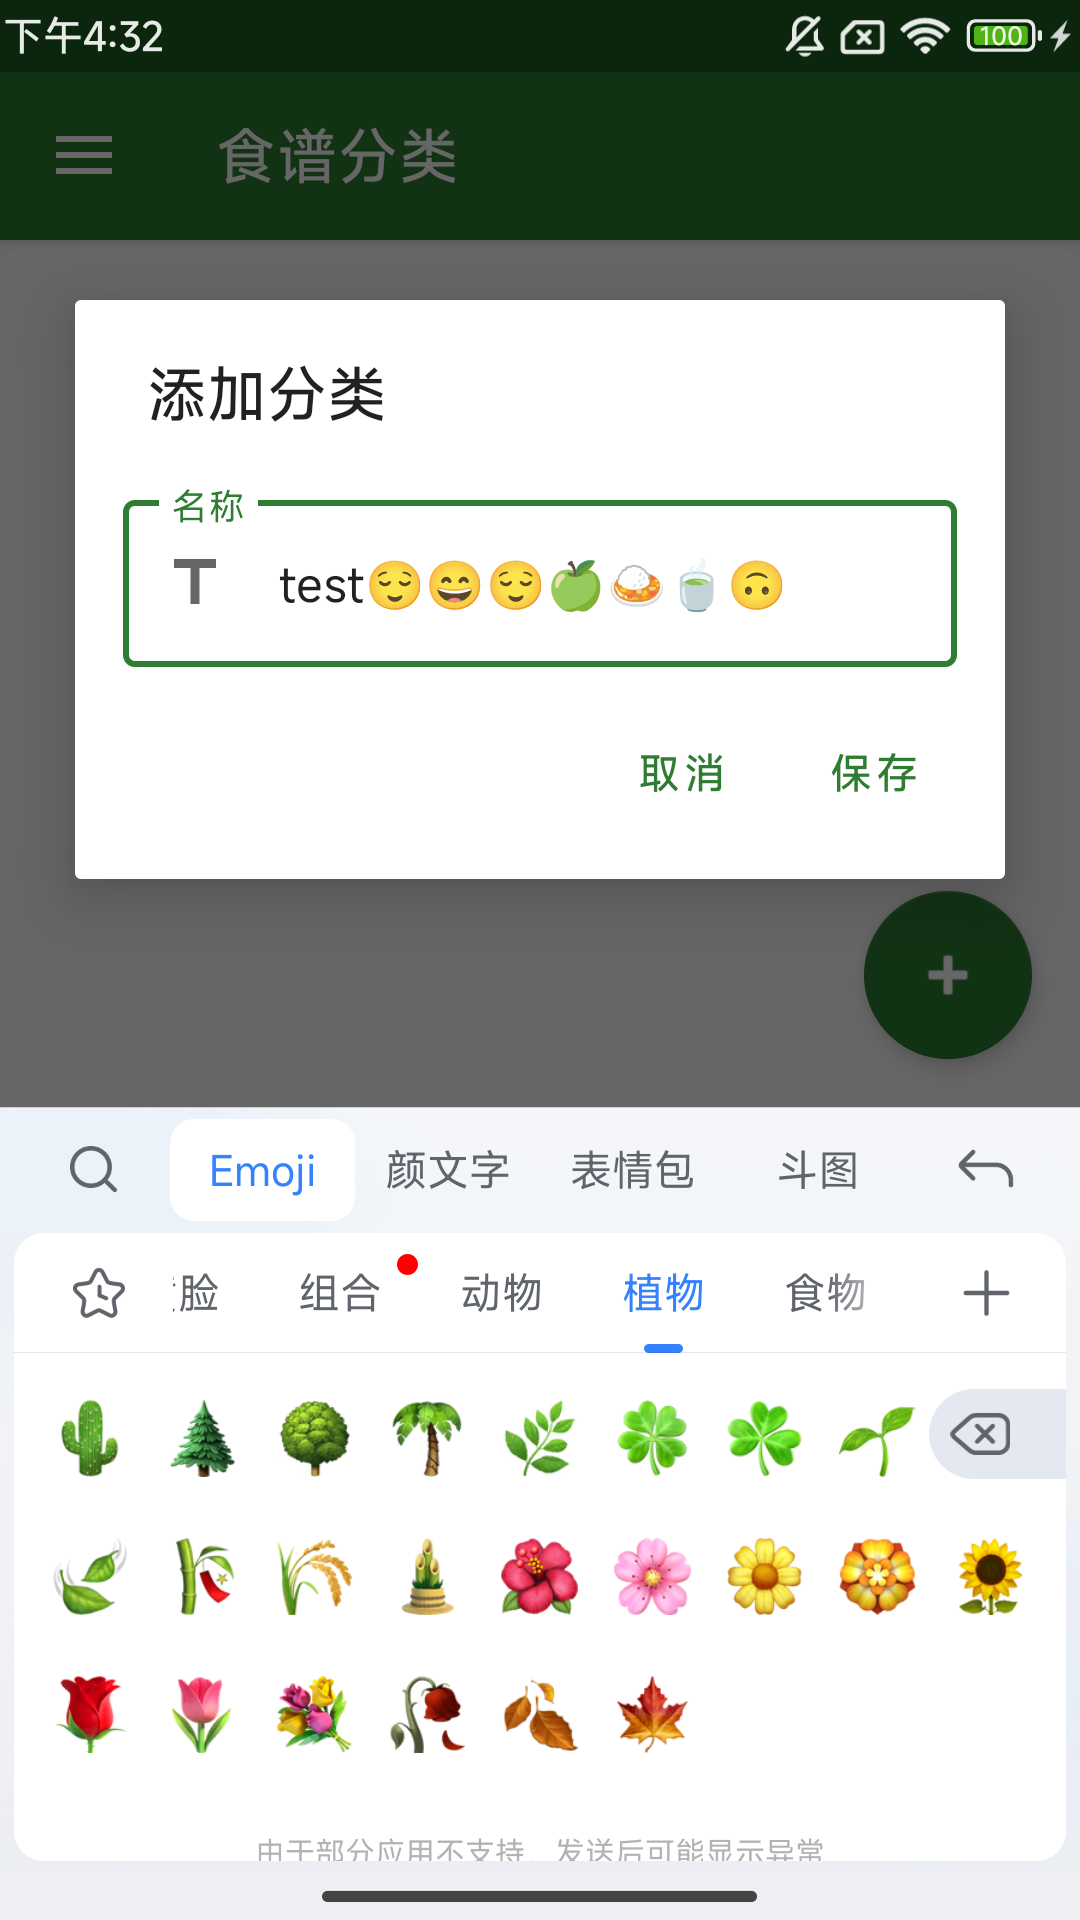 下午4:32
100
食谱分类
添加分类
名称
test😌😄😌🍏🍛🍵🙃
取消 保存
Emoji 颜文字 表情包 斗图
脸 组合 动物 植物 食物
由于部分应用不支持，发送后可能显示异常